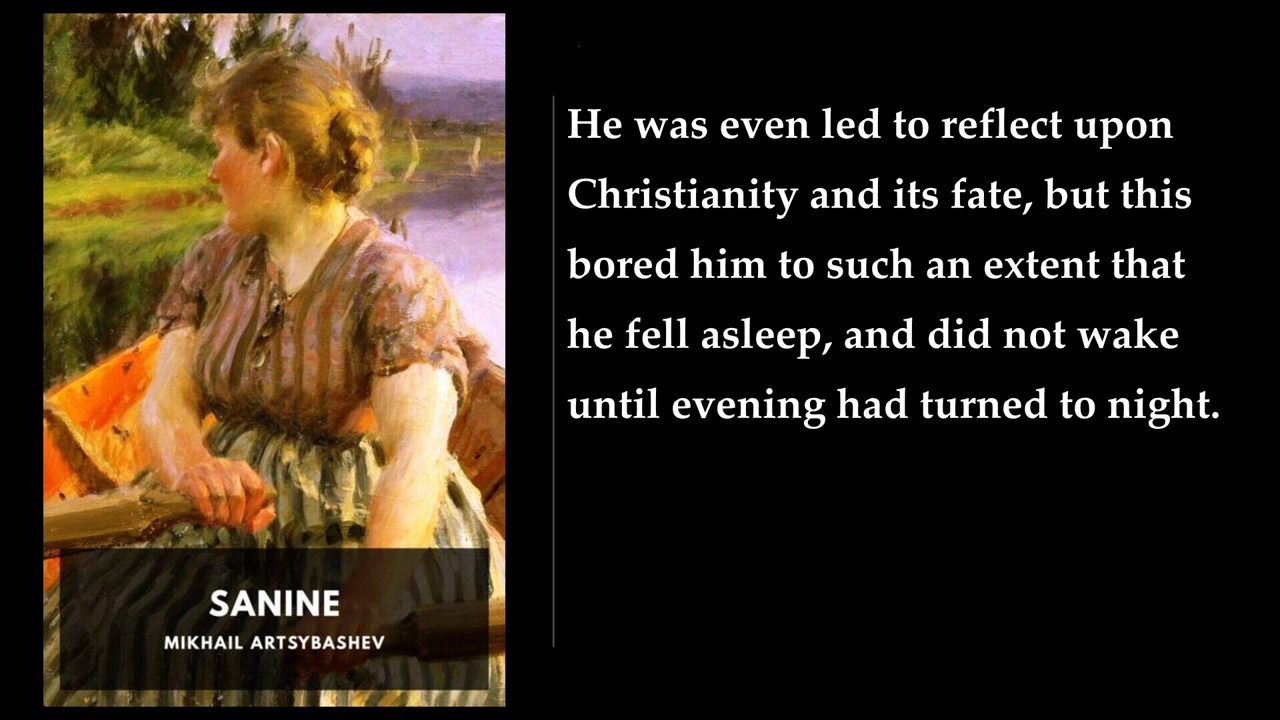 SANINE
MIKHAIL ARTSYBASHEV
He was even led to reflect upon
Christianity and its fate, but this
bored him to such an extent that
he fell asleep, and did not wake
until evening had turned to night.